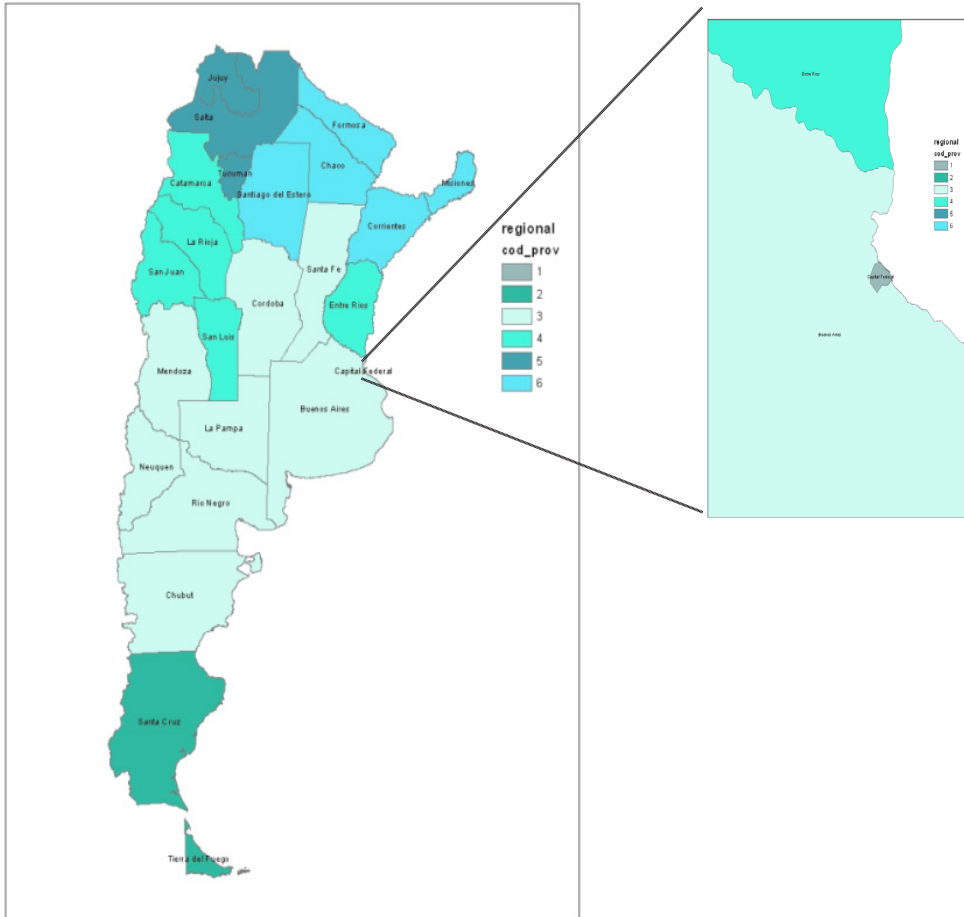 Jujuy
Salta
Formosa
Chaco
Tucuman
Catamarca
Misiones
Santiago del Estero
Corrientes
La Rioja
San Juan
Santa Fe
Cordoba
Entre Rios
San Luis
Mendoza
Capital Federal
Buenos Aires
La Pampa
Neuquen
Rio Negro
Chubut
Santa Cruz
Tierra del Fuego
regional
cod_prov
1
2
3
4
5
6
Entre Rios
regional
cod_prov
1
2
3
4
5
6
Capital Federal
Buenos Aires